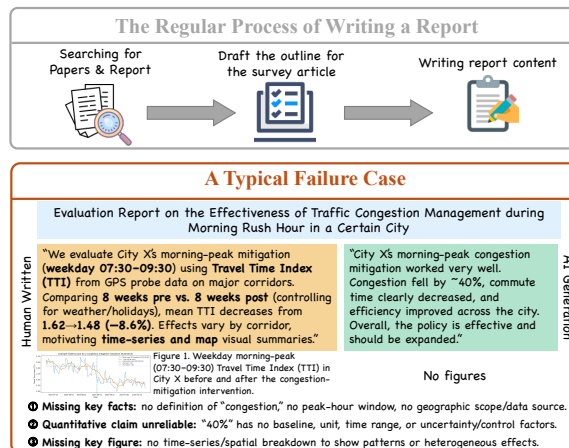 The Regular Process of Writing a Report
Searching for
Papers & Report
Draft the outline for
the survey article
Writing report content
A Typical Failure Case
Evaluation Report on the Effectiveness of Traffic Congestion Management during
Morning Rush Hour in a Certain City
Human Written
“We evaluate City X’s morning-peak mitigation
(weekday 07:30–09:30) using Travel Time Index
(TTI) from GPS probe data on major corridors.
Comparing 8 weeks pre vs. 8 weeks post (controlling
for weather/holidays), mean TTI decreases from
1.62→1.48 (−8.6%). Effects vary by corridor,
motivating time-series and map visual summaries.”
Figure 1. Weekday morning-peak
(07:30–09:30) Travel Time Index (TTI) in
City X before and after the congestion-
mitigation intervention.
“City X’s morning-peak congestion
mitigation worked very well.
Congestion fell by ~40%, commute
time clearly decreased, and
efficiency improved across the city.
Overall, the policy is effective and
should be expanded.”
No figures
AI Generation
❶ Missing key facts: no definition of “congestion,” no peak-hour window, no geographic scope/data source.
❷ Quantitative claim unreliable: “40%” has no baseline, unit, time range, or uncertainty/control factors.
❸ Missing key figure: no time-series/spatial breakdown to show patterns or heterogeneous effects.